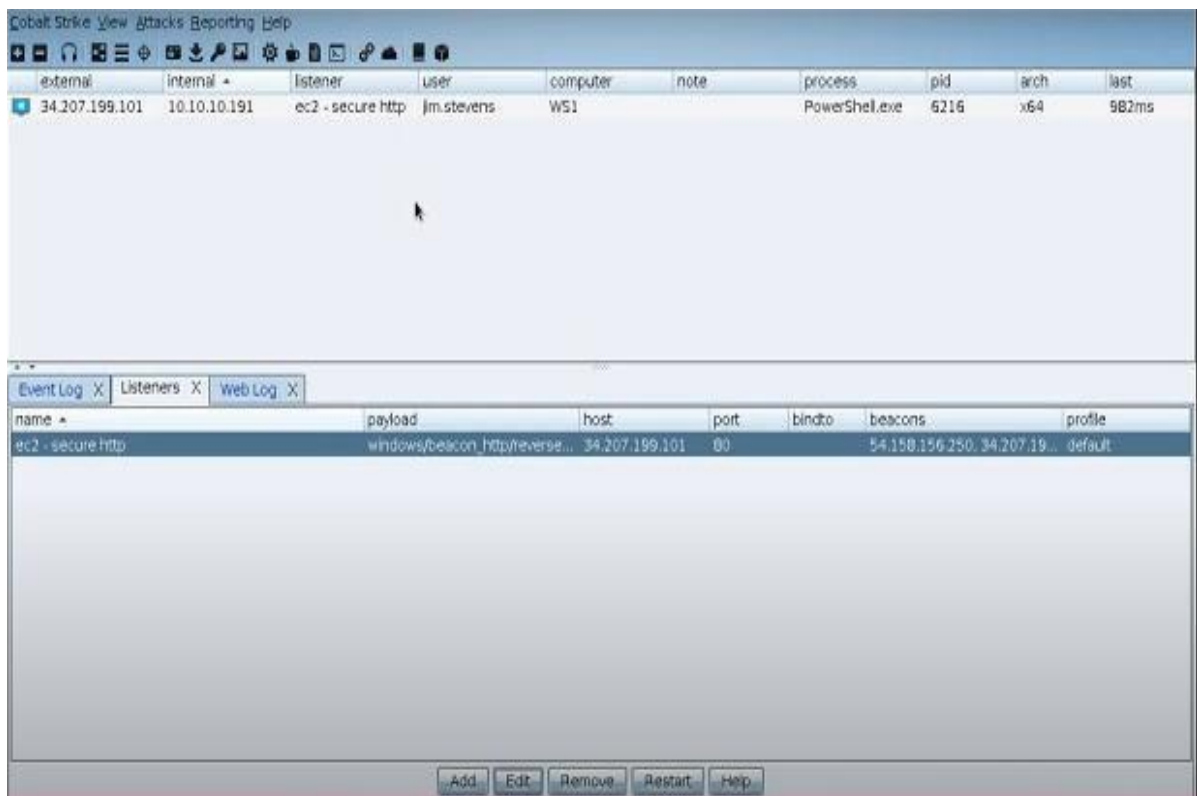 Cobalt Strike View Attacks Reporting Help
external internal listener user computer note process pid arch last
34.207.199.101 10.10.10.191 ec2 - secure http jim.stevens WS1 PowerShell.exe 6216 x64 982ms
Event Log X Listeners X Web Log X
name payload host port bindto beacons profile
ec2 - secure http windows/beacon_http/reverse... 34.207.199.101 80 54.158.156.250, 34.207.19... default
Add Edit Remove Restart Help